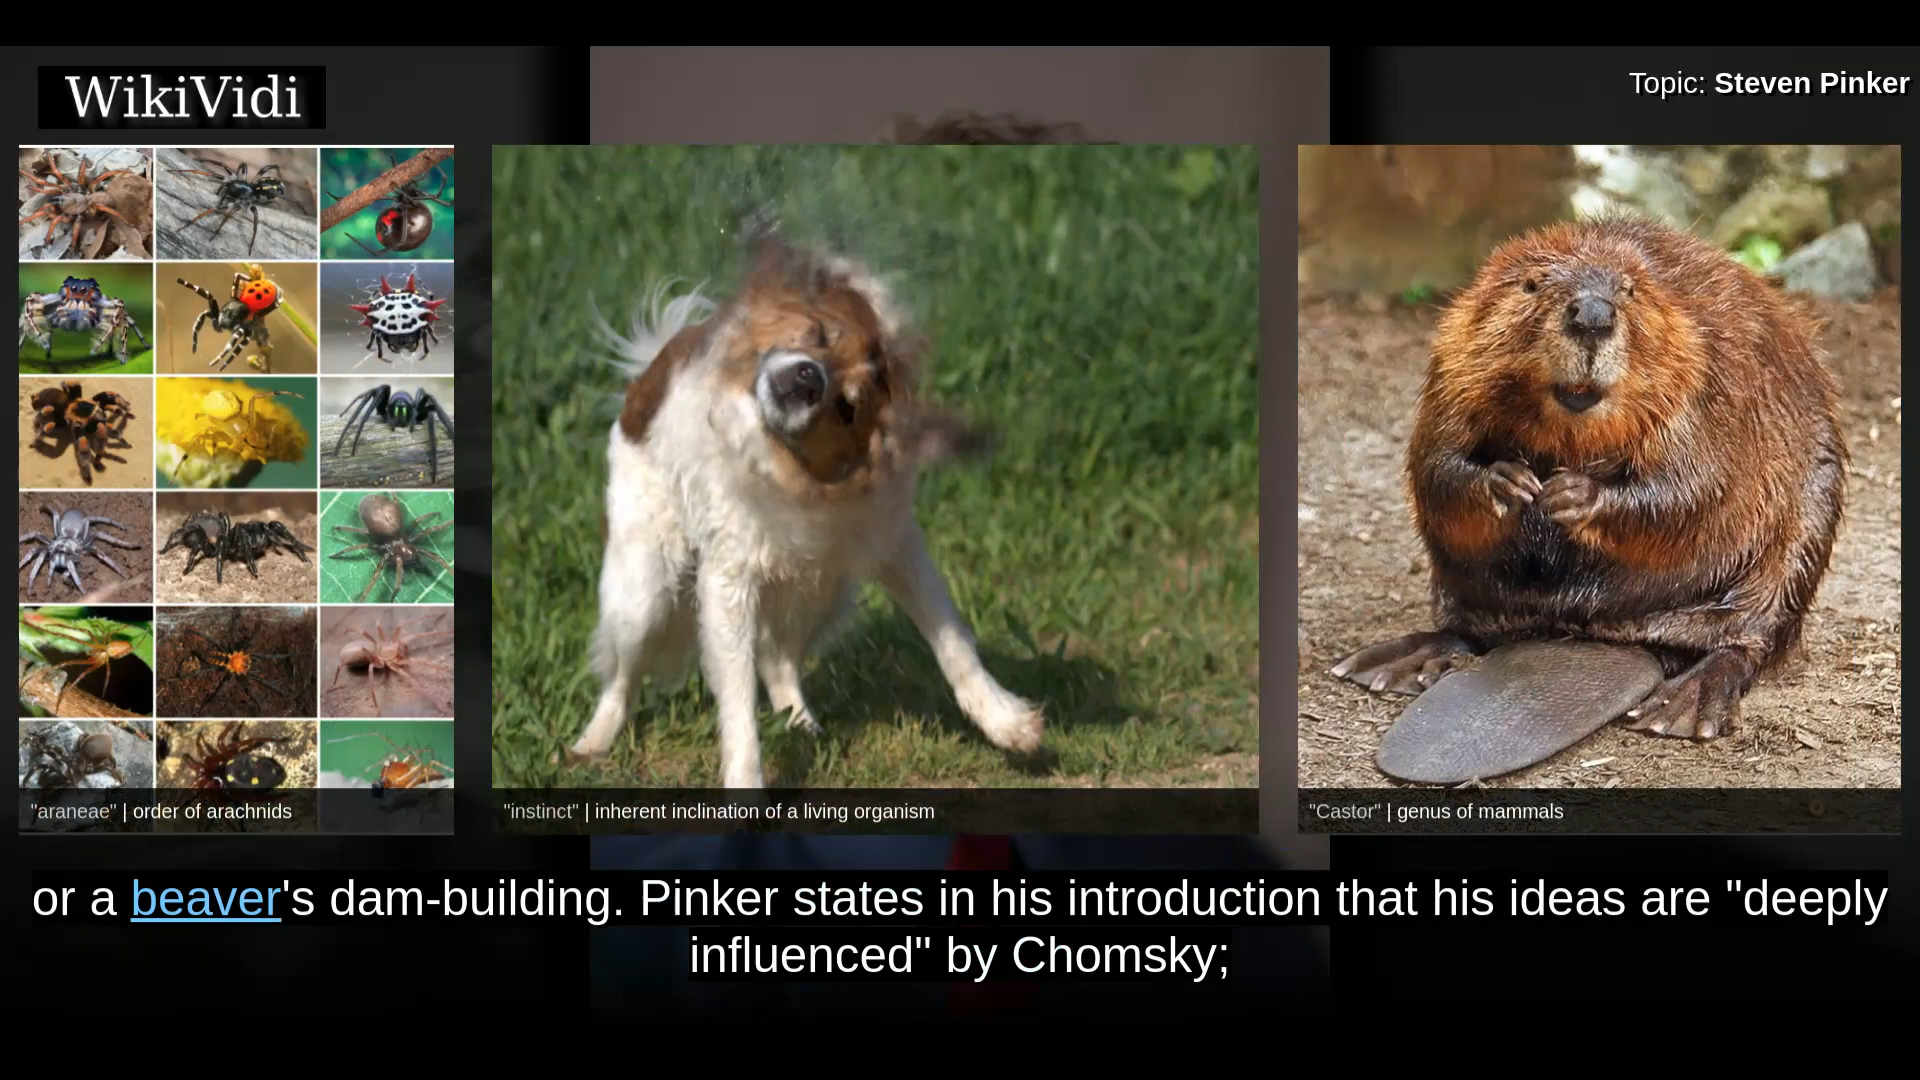 WikiVidi
Topic: Steven Pinker
"araneae" | order of arachnids
"instinct" | inherent inclination of a living organism
"Castor" | genus of mammals
or a beaver's dam-building. Pinker states in his introduction that his ideas are "deeply
influenced" by Chomsky;